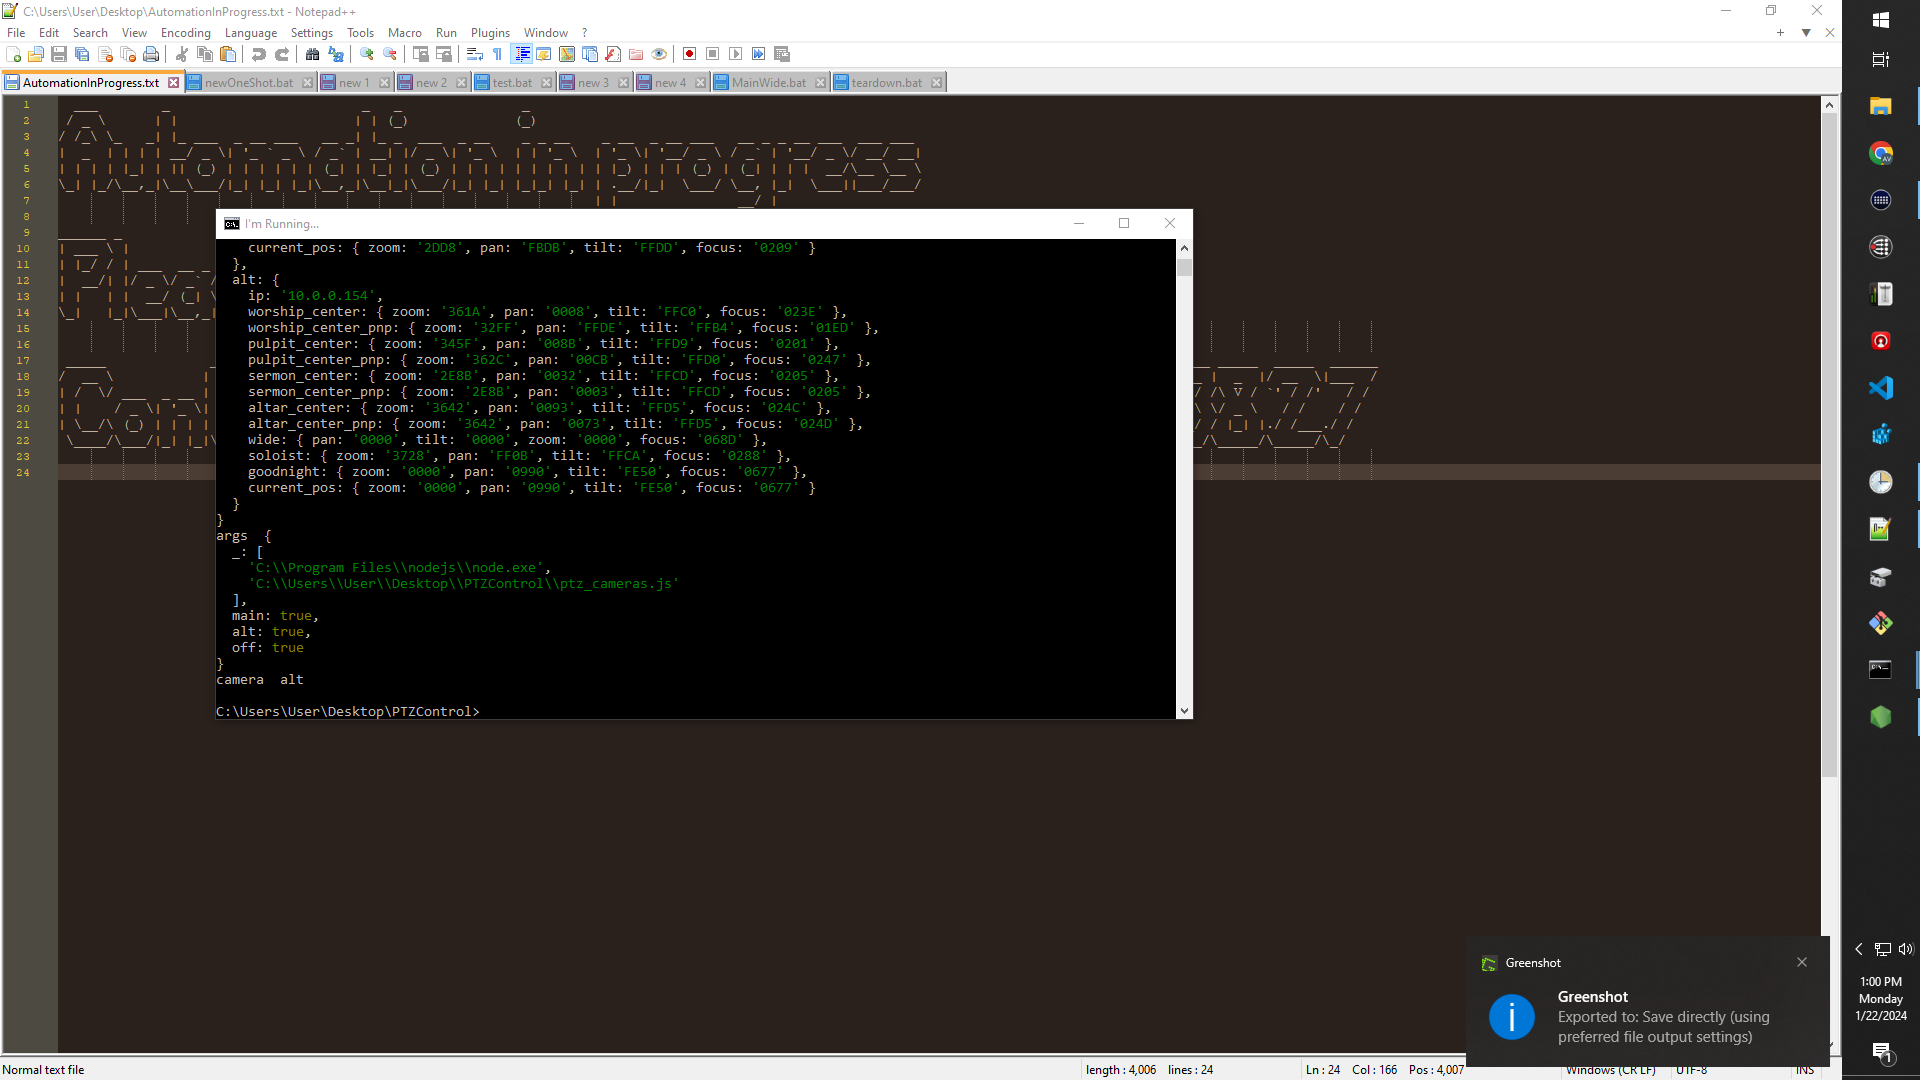 C:\Users\User\Desktop\AutomationInProgress.txt - Notepad++
File Edit Search View Encoding Language Settings Tools Macro Run Plugins Window ?
AutomationInProgress.txt newOneShot.bat new 1 new 2 test.bat new 3 new 4 MainWide.bat teardown.bat
1
2
3
4
5
6
7
8
9
10
11
12
13
14
15
16
17
18
19
20
21
22
23
24
Automation in progress
I'm Running...
current_pos: { zoom: '2DD8', pan: 'FBDB', tilt: 'FFDD', focus: '0209' }
},
alt: {
ip: '10.0.0.154',
worship_center: { zoom: '361A', pan: '0008', tilt: 'FFC0', focus: '023E' },
worship_center_pnp: { zoom: '32FF', pan: 'FFDE', tilt: 'FFB4', focus: '01ED' },
pulpit_center: { zoom: '345F', pan: '008B', tilt: 'FFD9', focus: '0201' },
pulpit_center_pnp: { zoom: '362C', pan: '00CB', tilt: 'FFD0', focus: '0247' },
sermon_center: { zoom: '2E8B', pan: '0032', tilt: 'FFCD', focus: '0205' },
sermon_center_pnp: { zoom: '2E8B', pan: '0003', tilt: 'FFCD', focus: '0205' },
altar_center: { zoom: '3642', pan: '0093', tilt: 'FFD5', focus: '024C' },
altar_center_pnp: { zoom: '3642', pan: '0073', tilt: 'FFD5', focus: '024D' },
wide: { pan: '0000', tilt: '0000', zoom: '0000', focus: '068D' },
soloist: { zoom: '3728', pan: 'FF0B', tilt: 'FFCA', focus: '0288' },
goodnight: { zoom: '0000', pan: '0990', tilt: 'FE50', focus: '0677' },
current_pos: { zoom: '0000', pan: '0990', tilt: 'FE50', focus: '0677' }
}
}
args {
_: [
'C:\\Program Files\\nodejs\\node.exe',
'C:\\Users\\User\\Desktop\\PTZControl\\ptz_cameras.js'
],
main: true,
alt: true,
off: true
}
camera alt
C:\Users\User\Desktop\PTZControl>
Greenshot
Greenshot
Exported to: Save directly (using
preferred file output settings)
1:00 PM
Monday
1/22/2024
1
Normal text file length : 4,006 lines : 24 Ln : 24 Col : 166 Pos : 4,007 Windows (CR LF) UTF-8 INS